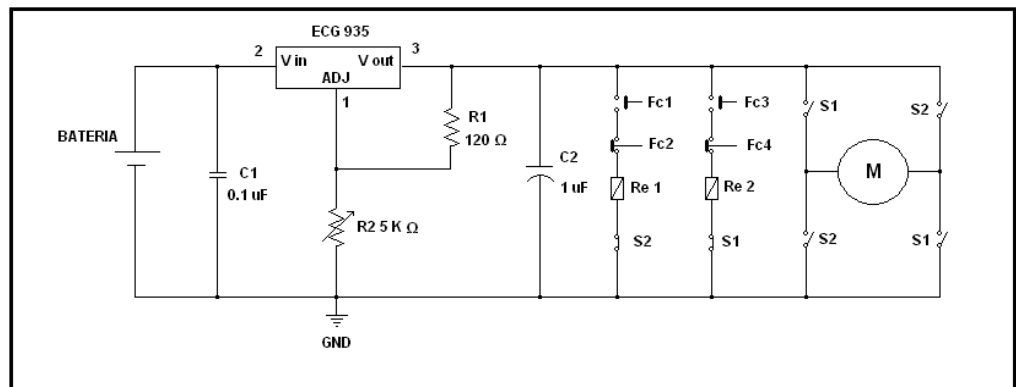 ECG 935
2
V in
V out
3
ADJ
1
BATERIA
C1
0.1 uF
R1
120 Ω
R2 5 K Ω
C2
1 uF
Fc1
Fc2
Re 1
S2
Fc3
Fc4
Re 2
S1
S1
S2
M
S2
S1
GND